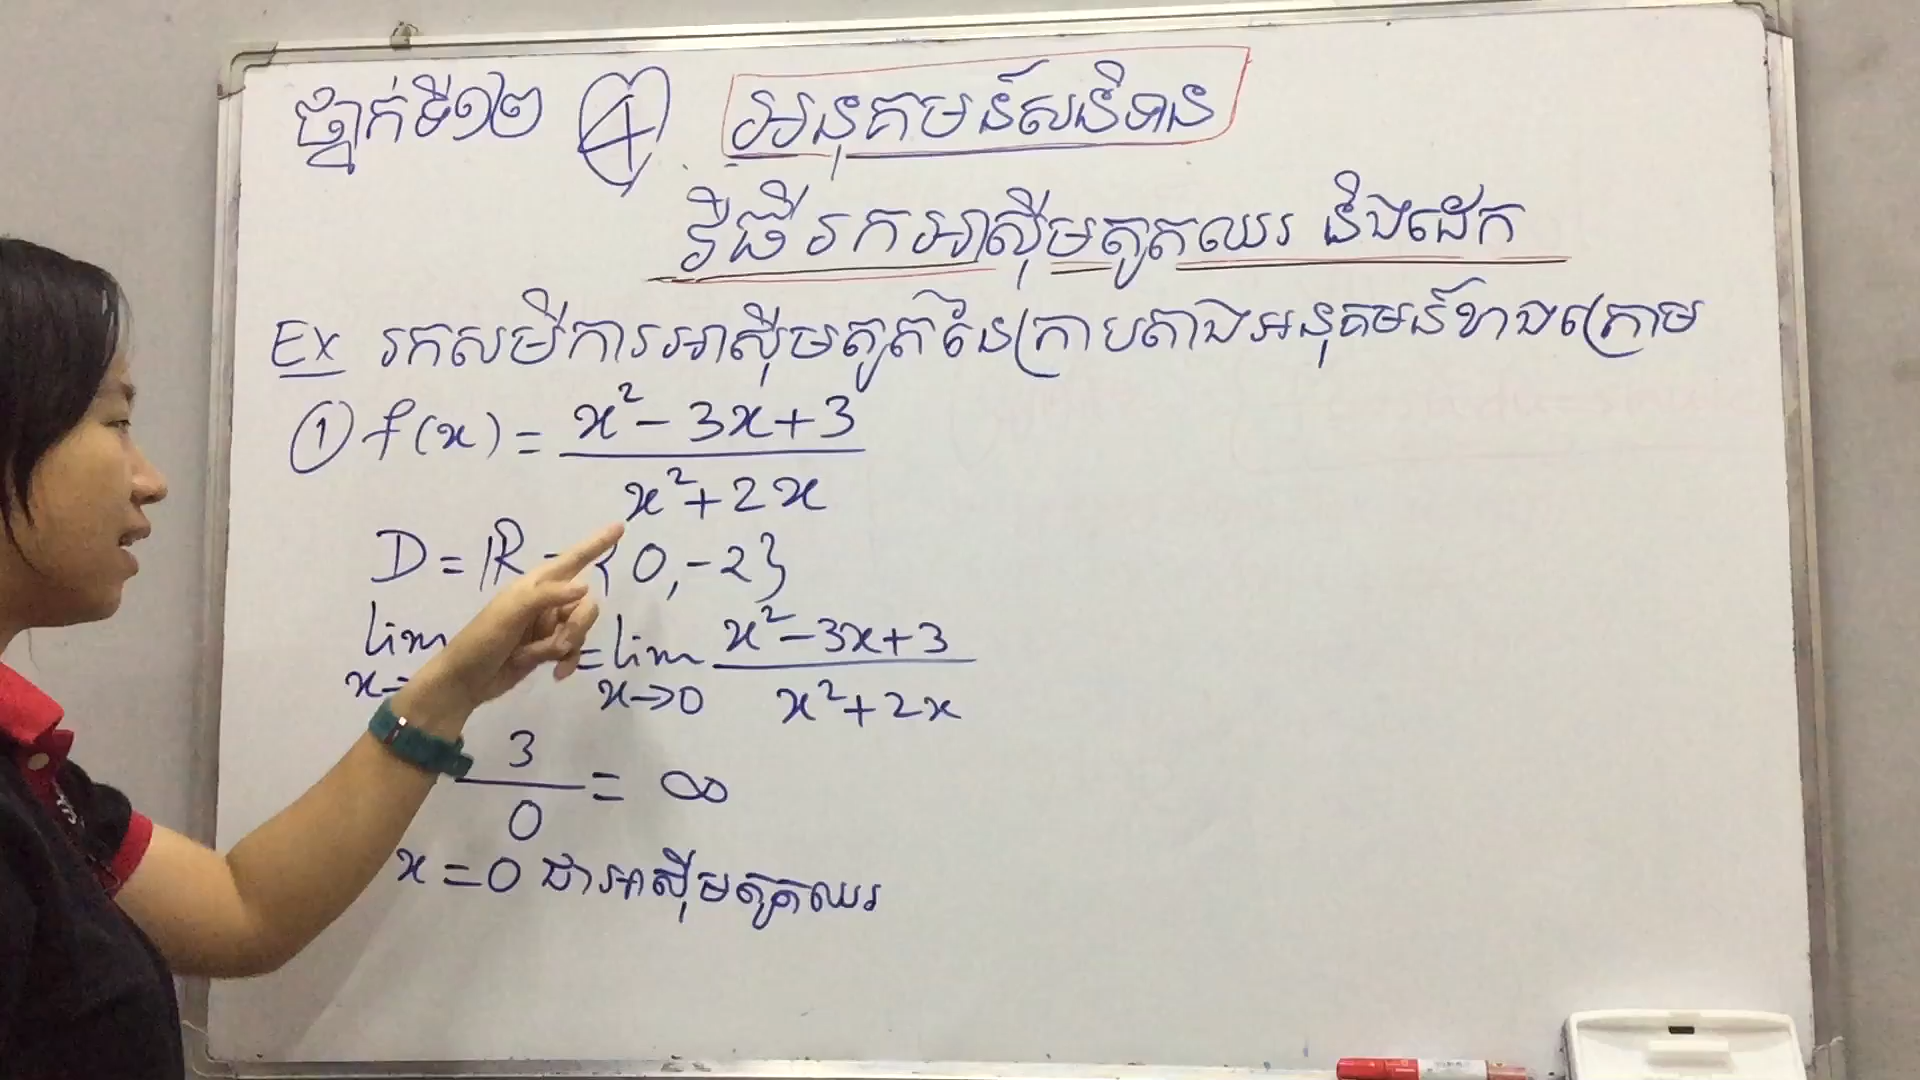 ថ្នាក់ទី១២ 4 អនុគមន៍សនិទាន
វិធីរកអាស៊ីមតូតឈរ និងដេក
Ex រកសមីការអាស៊ីមតូតនៃក្រាបតាងអនុគមន៍ខាងក្រោម
① f(x) = (x² - 3x + 3) / (x² + 2x)
D = ℝ - {0, -2}
lim x→ = lim x→0 (x² - 3x + 3) / (x² + 2x)
3/0 = ∞
x = 0 ជាអាស៊ីមតូតឈរ